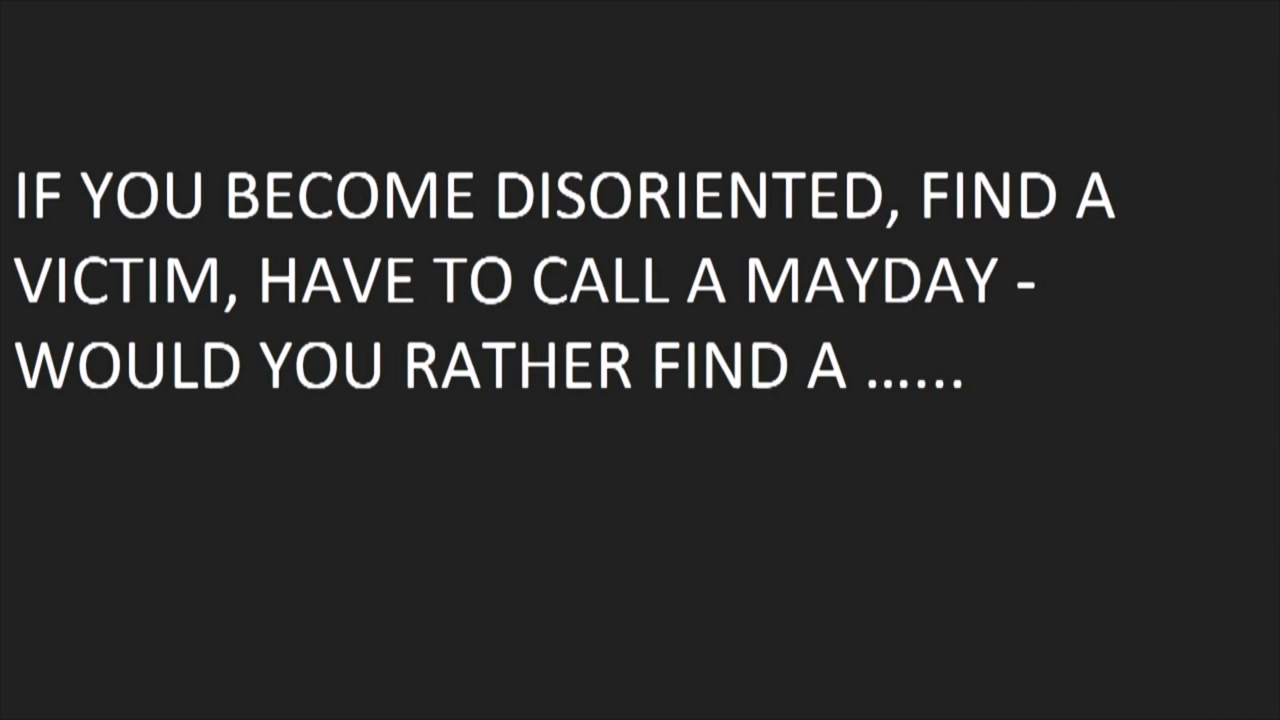 IF YOU BECOME DISORIENTED, FIND A
VICTIM, HAVE TO CALL A MAYDAY -
WOULD YOU RATHER FIND A ......